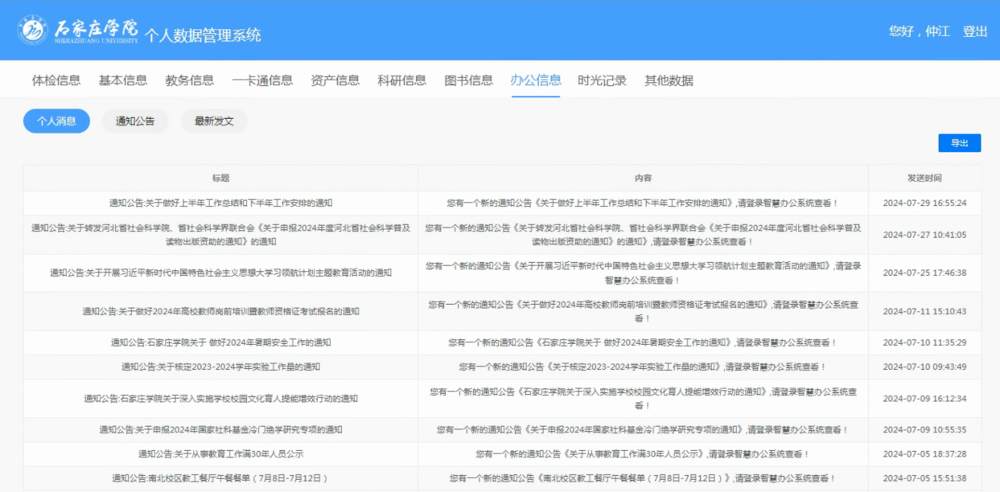 石家庄学院
SHIJIAZHUANG UNIVERSITY
个人数据管理系统
您好，仲江 登出
体检信息 基本信息 教务信息 一卡通信息 资产信息 科研信息 图书信息 办公信息 时光记录 其他数据
个人消息 通知公告 最新发文
导出
标题 内容 发送时间
通知公告:关于做好上半年工作总结和下半年工作安排的通知 您有一个新的通知公告《关于做好上半年工作总结和下半年工作安排的通知》,请登录智慧办公系统查看！ 2024-07-29 16:55:24
通知公告:关于转发河北省社会科学院、省社会科学界联合会《关于申报2024年度河北省社会科学普及
读物出版资助的通知》的通知
您有一个新的通知公告《关于转发河北省社会科学院、省社会科学界联合会《关于申报2024年度河北省社会科学普及
读物出版资助的通知》的通知》,请登录智慧办公系统查看！
2024-07-27 10:41:05
通知公告:关于开展习近平新时代中国特色社会主义思想大学习领航计划主题教育活动的通知
您有一个新的通知公告《关于开展习近平新时代中国特色社会主义思想大学习领航计划主题教育活动的通知》,请登录
智慧办公系统查看！
2024-07-25 17:46:38
通知公告:关于做好2024年高校教师岗前培训暨教师资格证考试报名的通知
您有一个新的通知公告《关于做好2024年高校教师岗前培训暨教师资格证考试报名的通知》,请登录智慧办公系统查
看！
2024-07-11 15:10:43
通知公告:石家庄学院关于 做好2024年暑期安全工作的通知 您有一个新的通知公告《石家庄学院关于 做好2024年暑期安全工作的通知》,请登录智慧办公系统查看！ 2024-07-10 11:35:29
通知公告:关于核定2023-2024学年实验工作量的通知 您有一个新的通知公告《关于核定2023-2024学年实验工作量的通知》,请登录智慧办公系统查看！ 2024-07-10 09:43:49
通知公告:石家庄学院关于深入实施学校校园文化育人提能增效行动的通知
您有一个新的通知公告《石家庄学院关于深入实施学校校园文化育人提能增效行动的通知》,请登录智慧办公系统查
看！
2024-07-09 16:12:34
通知公告:关于申报2024年国家社科基金冷门绝学研究专项的通知 您有一个新的通知公告《关于申报2024年国家社科基金冷门绝学研究专项的通知》,请登录智慧办公系统查看！ 2024-07-09 10:55:35
通知公告:关于从事教育工作满30年人员公示 您有一个新的通知公告《关于从事教育工作满30年人员公示》,请登录智慧办公系统查看！ 2024-07-05 18:37:28
通知公告:南北校区教工餐厅午餐餐单（7月8日-7月12日） 您有一个新的通知公告《南北校区教工餐厅午餐餐单（7月8日-7月12日）》,请登录智慧办公系统查看！ 2024-07-05 15:51:38